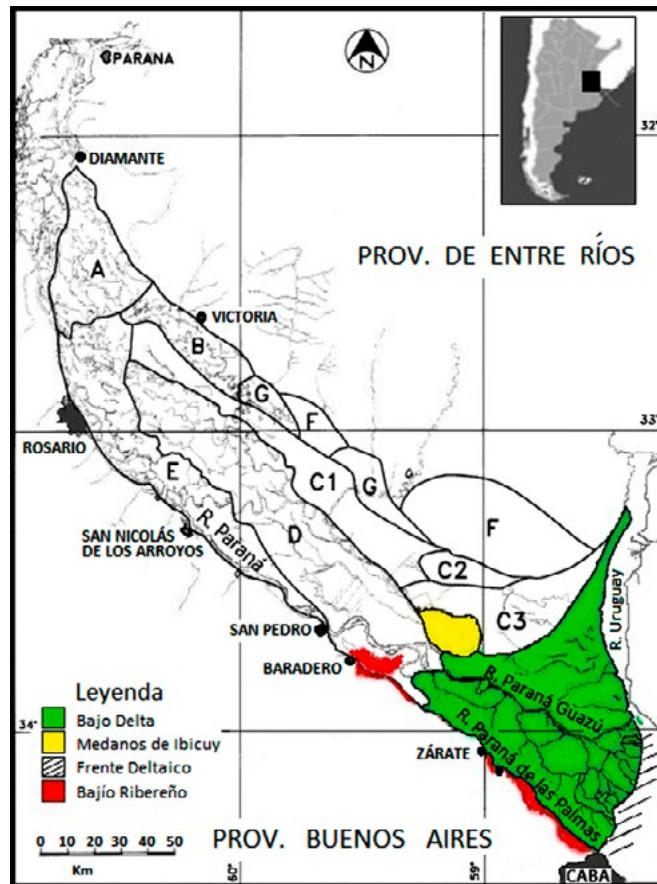 PARANA
N
32°
DIAMANTE
PROV. DE ENTRE RÍOS
A
VICTORIA
B
G
F
33°
ROSARIO
C1
G
E
F
R. Paraná
SAN NICOLÁS
DE LOS ARROYOS
D
C2
R. Uruguay
C3
SAN PEDRO
BARADERO
R. Paraná Guazú
Leyenda
Bajo Delta
Medanos de Ibicuy
Frente Deltaico
Bajío Ribereño
34°
R. Paraná de las Palmas
ZÁRATE
0 10 20 30 40 50
Km
PROV. BUENOS AIRES
60°
59°
CABA